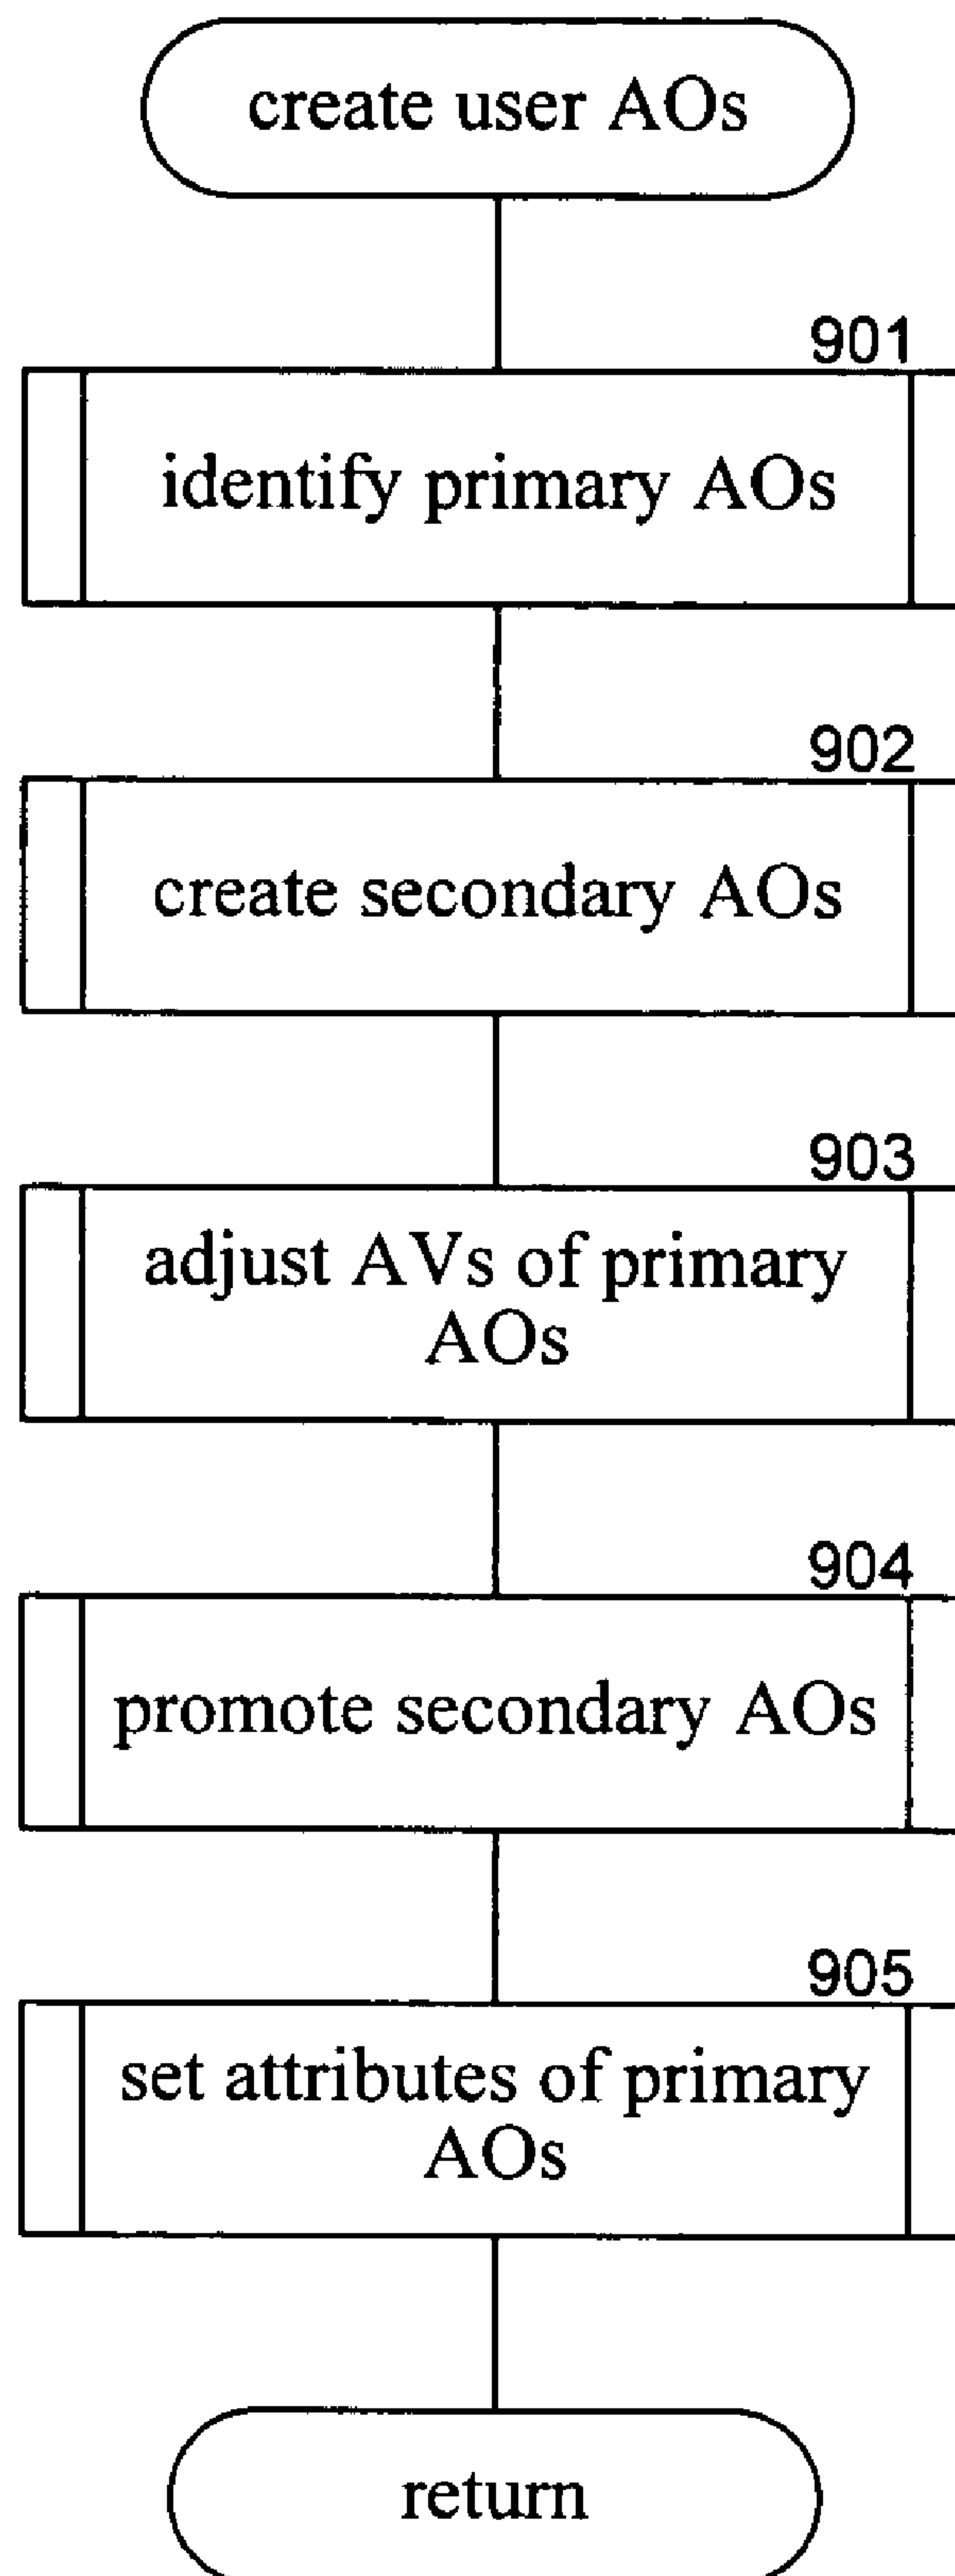 create user AOs
901
identify primary AOs
902
create secondary AOs
903
adjust AVs of primary
AOs
904
promote secondary AOs
905
set attributes of primary
AOs
return